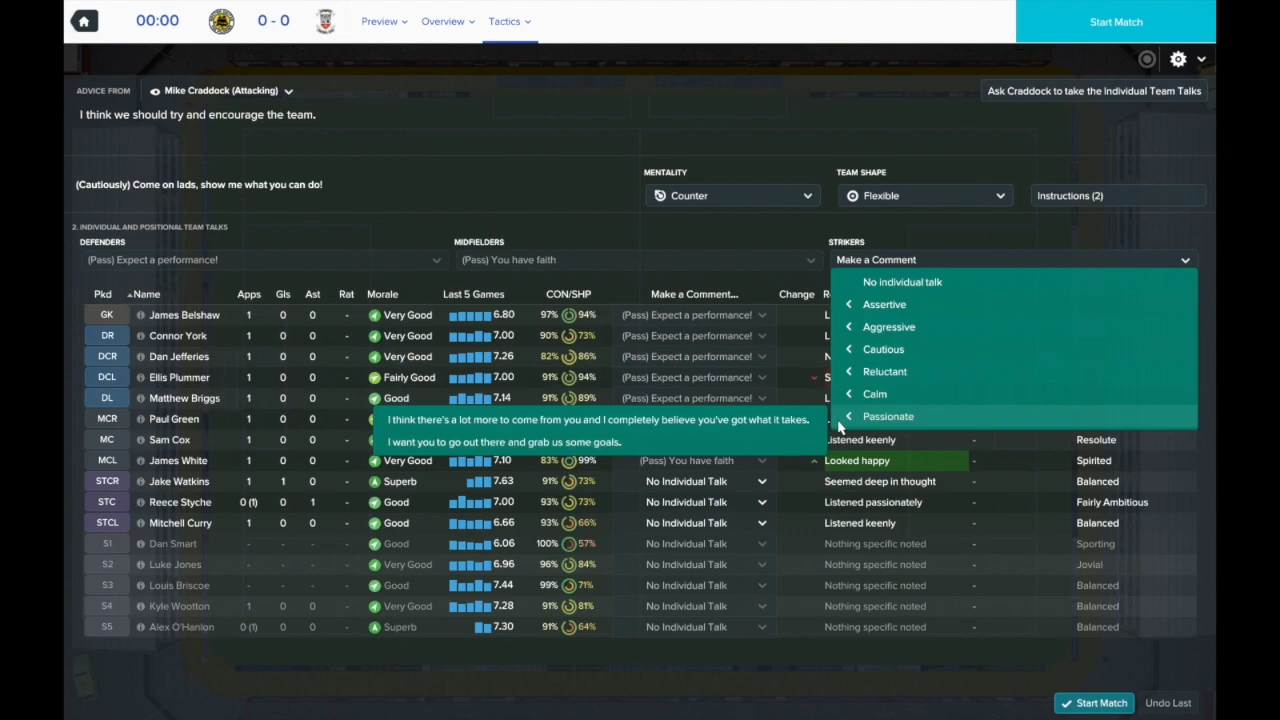 00:00 0 - 0 Preview Overview Tactics Start Match
ADVICE FROM Mike Craddock (Attacking) Ask Craddock to take the Individual Team Talks
I think we should try and encourage the team.
MENTALITY TEAM SHAPE
(Cautiously) Come on lads, show me what you can do! Counter Flexible Instructions (2)
2. INDIVIDUAL AND POSITIONAL TEAM TALKS
DEFENDERS MIDFIELDERS STRIKERS
(Pass) Expect a performance! (Pass) You have faith Make a Comment
No individual talk
Assertive
Aggressive
Cautious
Reluctant
Calm
Passionate
I think there's a lot more to come from you and I completely believe you've got what it takes.
I want you to go out there and grab us some goals.
Pkd Name Apps Gls Ast Rat Morale Last 5 Games CON/SHP Make a Comment... Change
GK James Belshaw 1 0 0 - Very Good 6.80 97% 94% (Pass) Expect a performance!
DR Connor York 1 0 0 - Very Good 7.00 90% 73% (Pass) Expect a performance!
DCR Dan Jefferies 1 0 0 - Very Good 7.26 82% 86% (Pass) Expect a performance!
DCL Ellis Plummer 1 0 0 - Fairly Good 7.00 91% 94% (Pass) Expect a performance!
DL Matthew Briggs 1 0 0 - Good 7.14 91% 89% (Pass) Expect a performance!
MCR Paul Green 1 0 0 -
MC Sam Cox 1 0 0 - Listened keenly - Resolute
MCL James White 1 0 0 - Very Good 7.10 83% 99% (Pass) You have faith Looked happy - Spirited
STCR Jake Watkins 1 1 0 - Superb 7.63 91% 73% No Individual Talk Seemed deep in thought - Balanced
STC Reece Styche 0 (1) 0 1 - Good 7.00 93% 73% No Individual Talk Listened passionately - Fairly Ambitious
STCL Mitchell Curry 1 0 0 - Good 6.66 93% 66% No Individual Talk Listened keenly - Balanced
S1 Dan Smart - - - - Good 6.06 100% 57% No Individual Talk Nothing specific noted - Sporting
S2 Luke Jones - - - - Very Good 6.96 96% 84% No Individual Talk Nothing specific noted - Jovial
S3 Louis Briscoe - - - - Good 7.44 99% 71% No Individual Talk Nothing specific noted - Balanced
S4 Kyle Wootton 1 0 0 - Very Good 7.28 91% 81% No Individual Talk Nothing specific noted - Balanced
S5 Alex O'Hanlon 0 (1) 0 0 - Superb 7.30 91% 64% No Individual Talk Nothing specific noted - Balanced
Start Match Undo Last